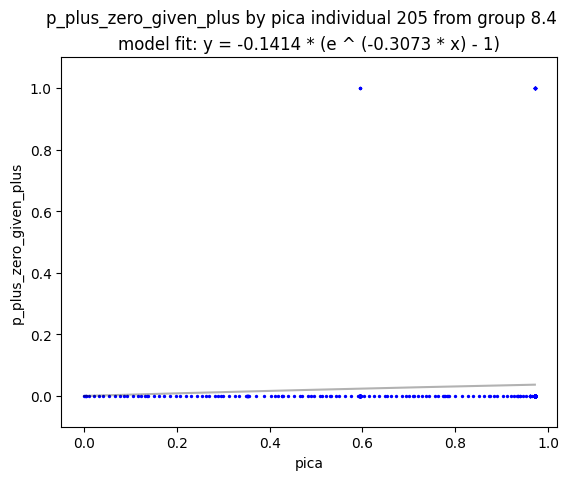 p_plus_zero_given_plus by pica individual 205 from group 8.4
model fit: y = -0.1414 * (e ^ (-0.3073 * x) - 1)
1.0
0.8
0.6
0.4
0.2
0.0
p_plus_zero_given_plus
0.0 0.2 0.4 0.6 0.8 1.0
pica